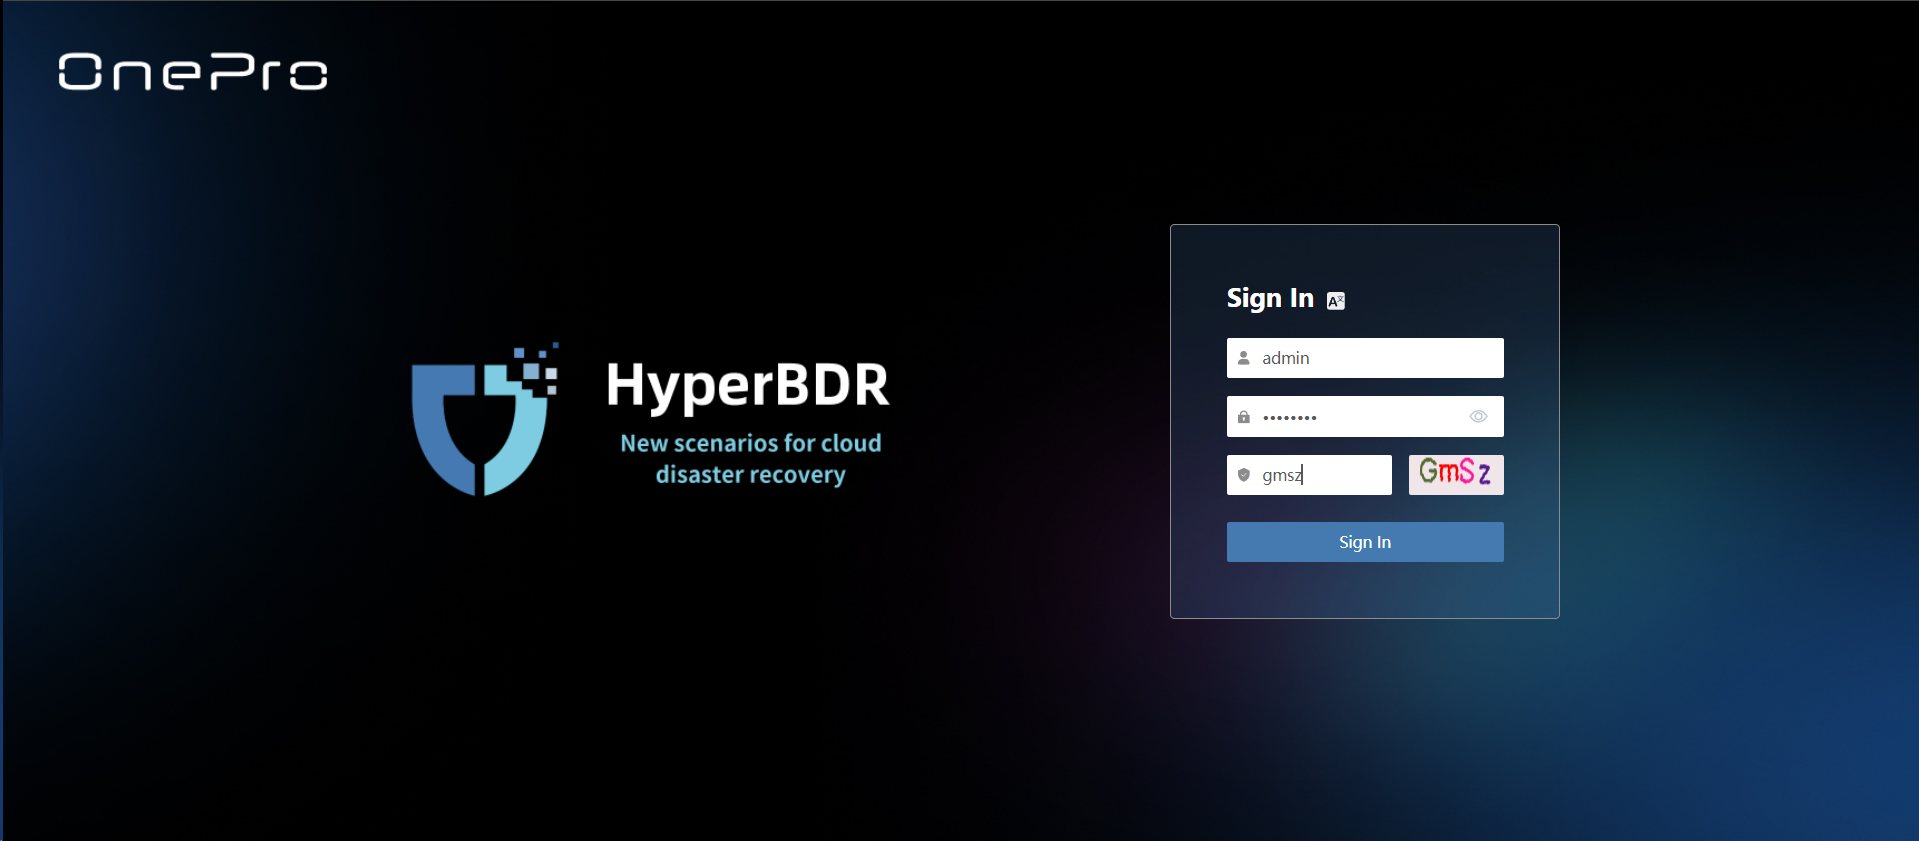 OnePro
HyperBDR
New scenarios for cloud
disaster recovery
Sign In
admin
••••••••
gmsz
GmSz
Sign In